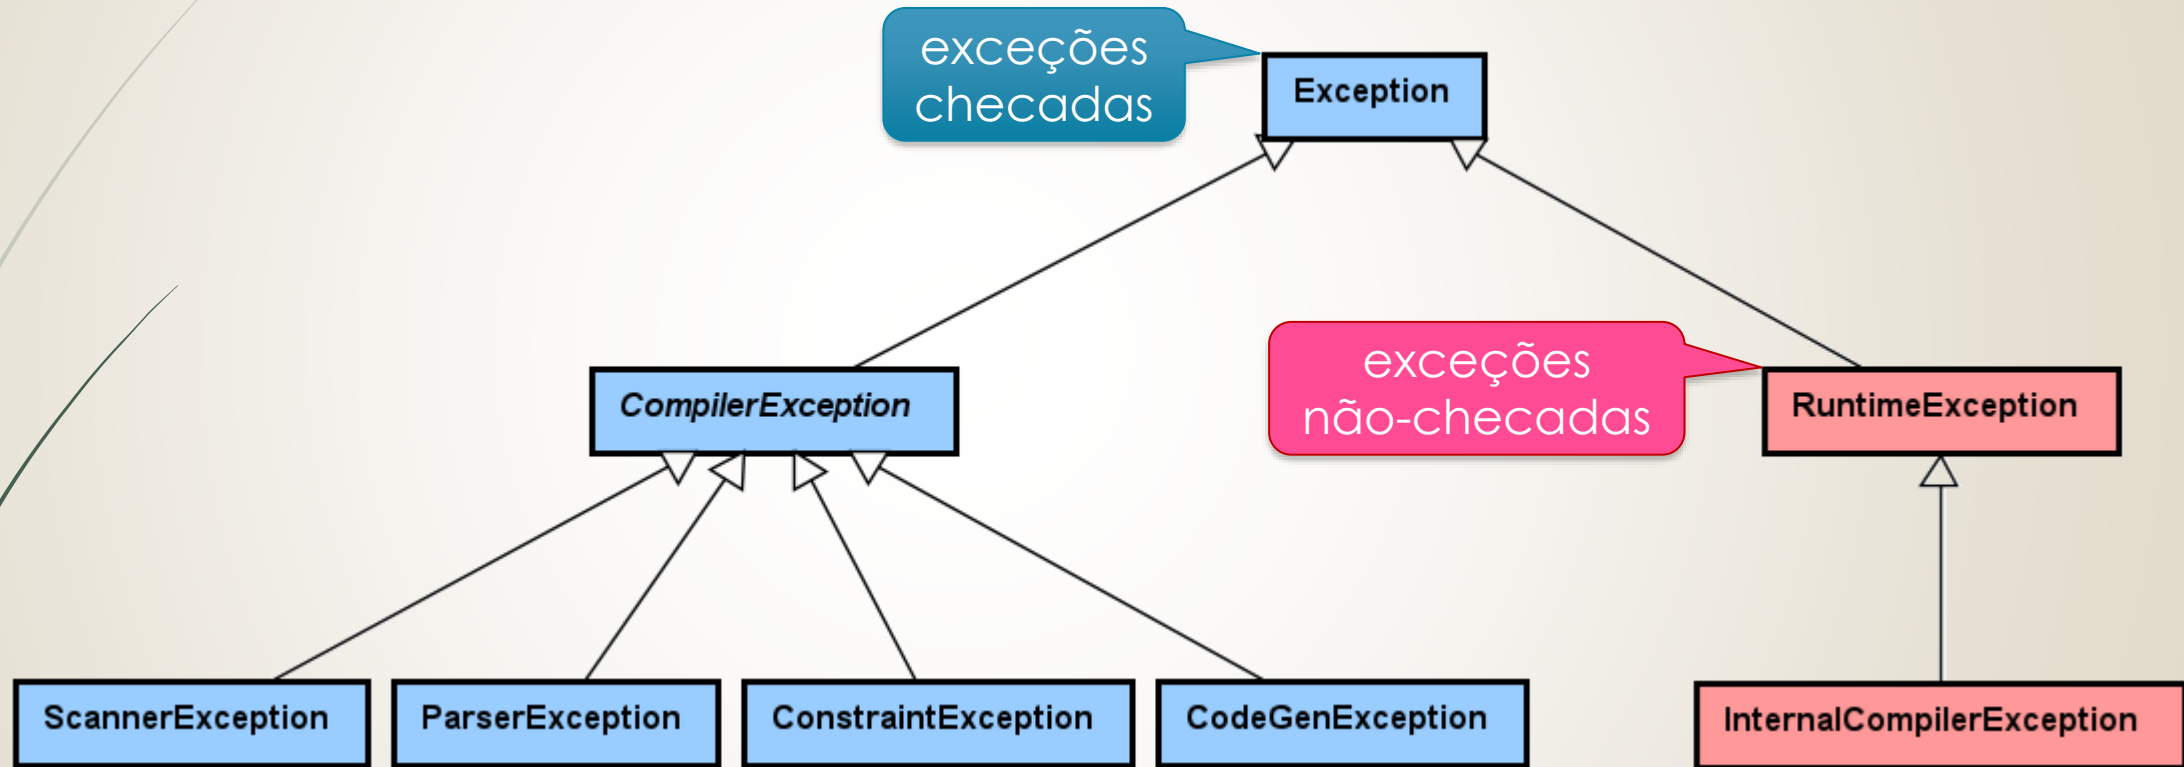 exceções
checadas
Exception
exceções
não-checadas
CompilerException
RuntimeException
ScannerException
ParserException
ConstraintException
CodeGenException
InternalCompilerException